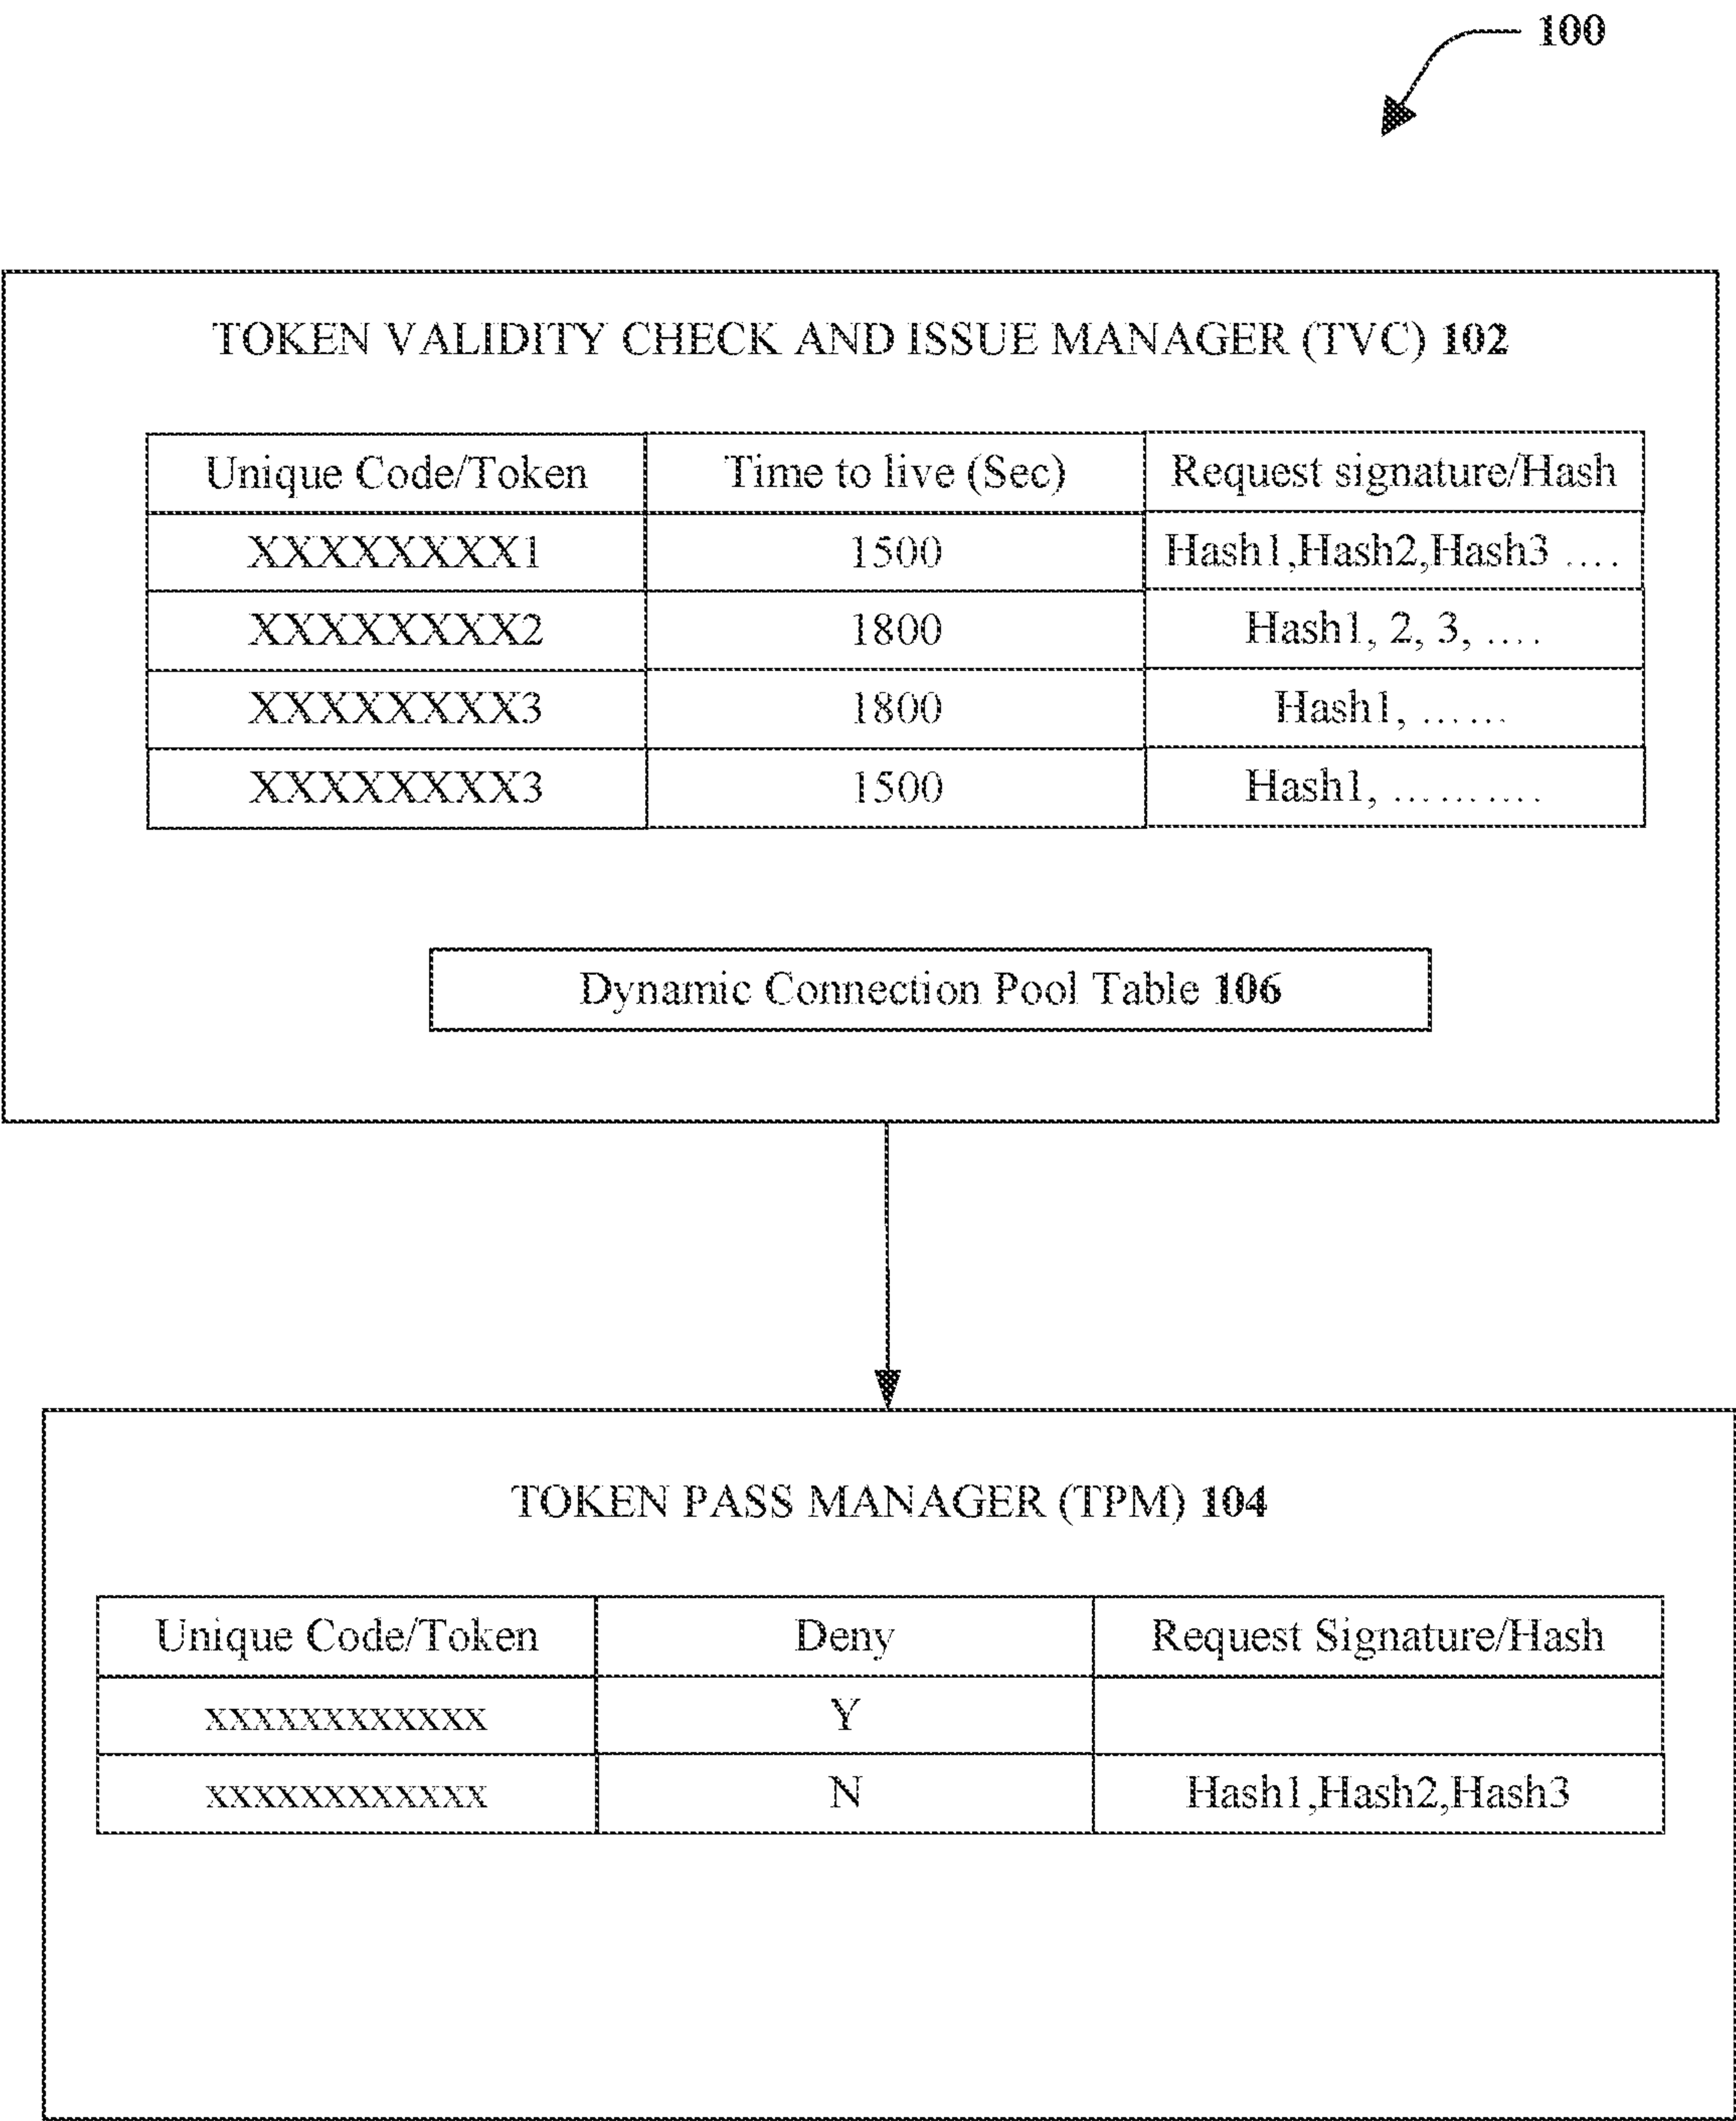 100
TOKEN VALIDITY CHECK AND ISSUE MANAGER (TVC) 102
Unique Code/Token Time to live (Sec) Request signature/Hash
XXXXXXXX1 1500 Hash1,Hash2,Hash3 ….
XXXXXXXX2 1800 Hash1, 2, 3, ….
XXXXXXXX3 1800 Hash1, ……
XXXXXXXX3 1500 Hash1, ……….
Dynamic Connection Pool Table 106
TOKEN PASS MANAGER (TPM) 104
Unique Code/Token Deny Request Signature/Hash
xxxxxxxxxxxx Y
xxxxxxxxxxxx N Hash1,Hash2,Hash3